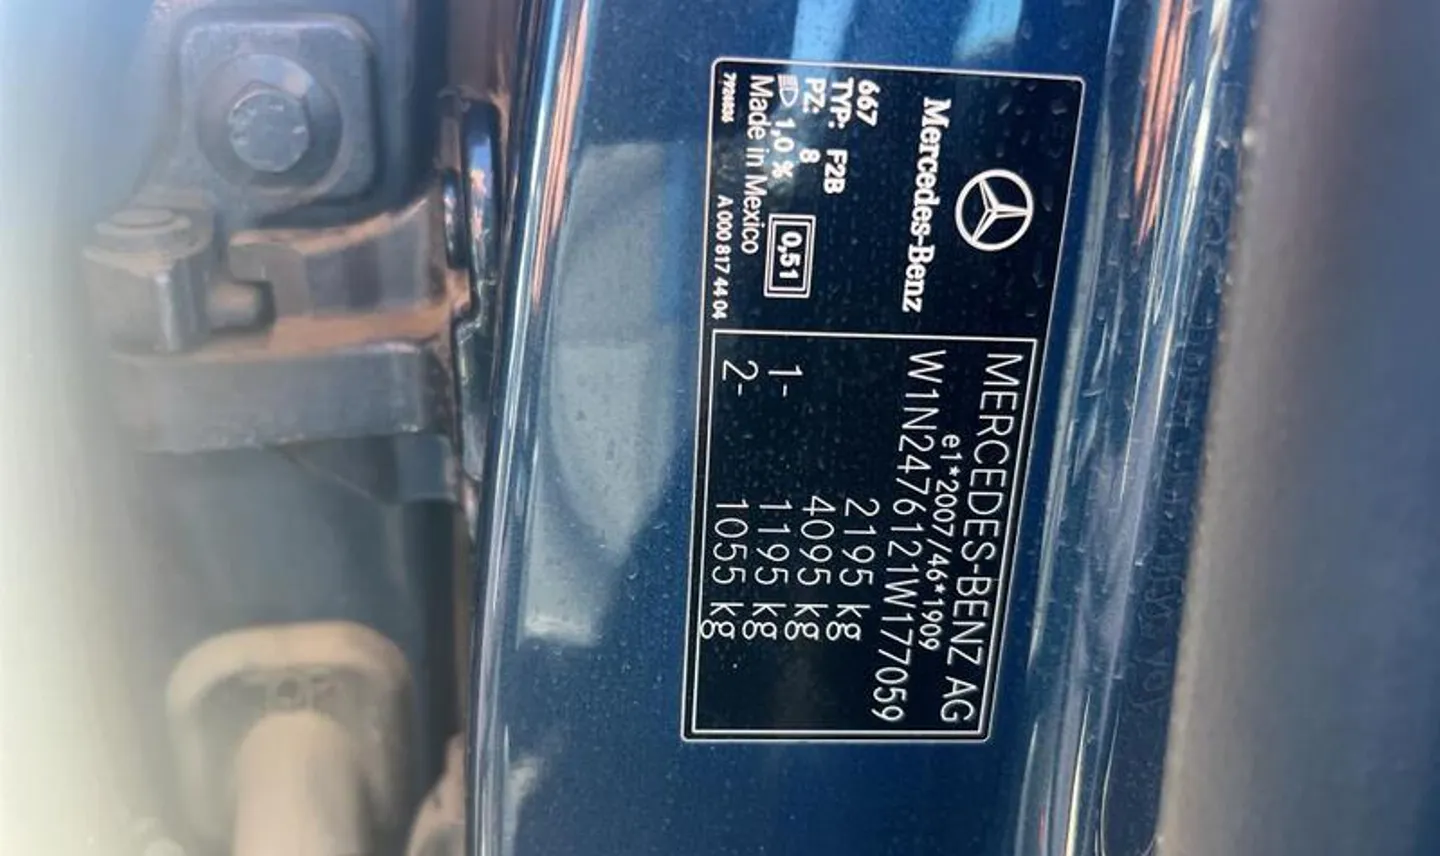 Mercedes-Benz
667
TYP: F2B
PZ: 8
1,0 % 0,51
Made in Mexico
7924836 A 000 817 44 04
MERCEDES-BENZ AG
e1*2007/46*1909
W1N2476121W177059
2195 kg
4095 kg
1- 1195 kg
2- 1055 kg